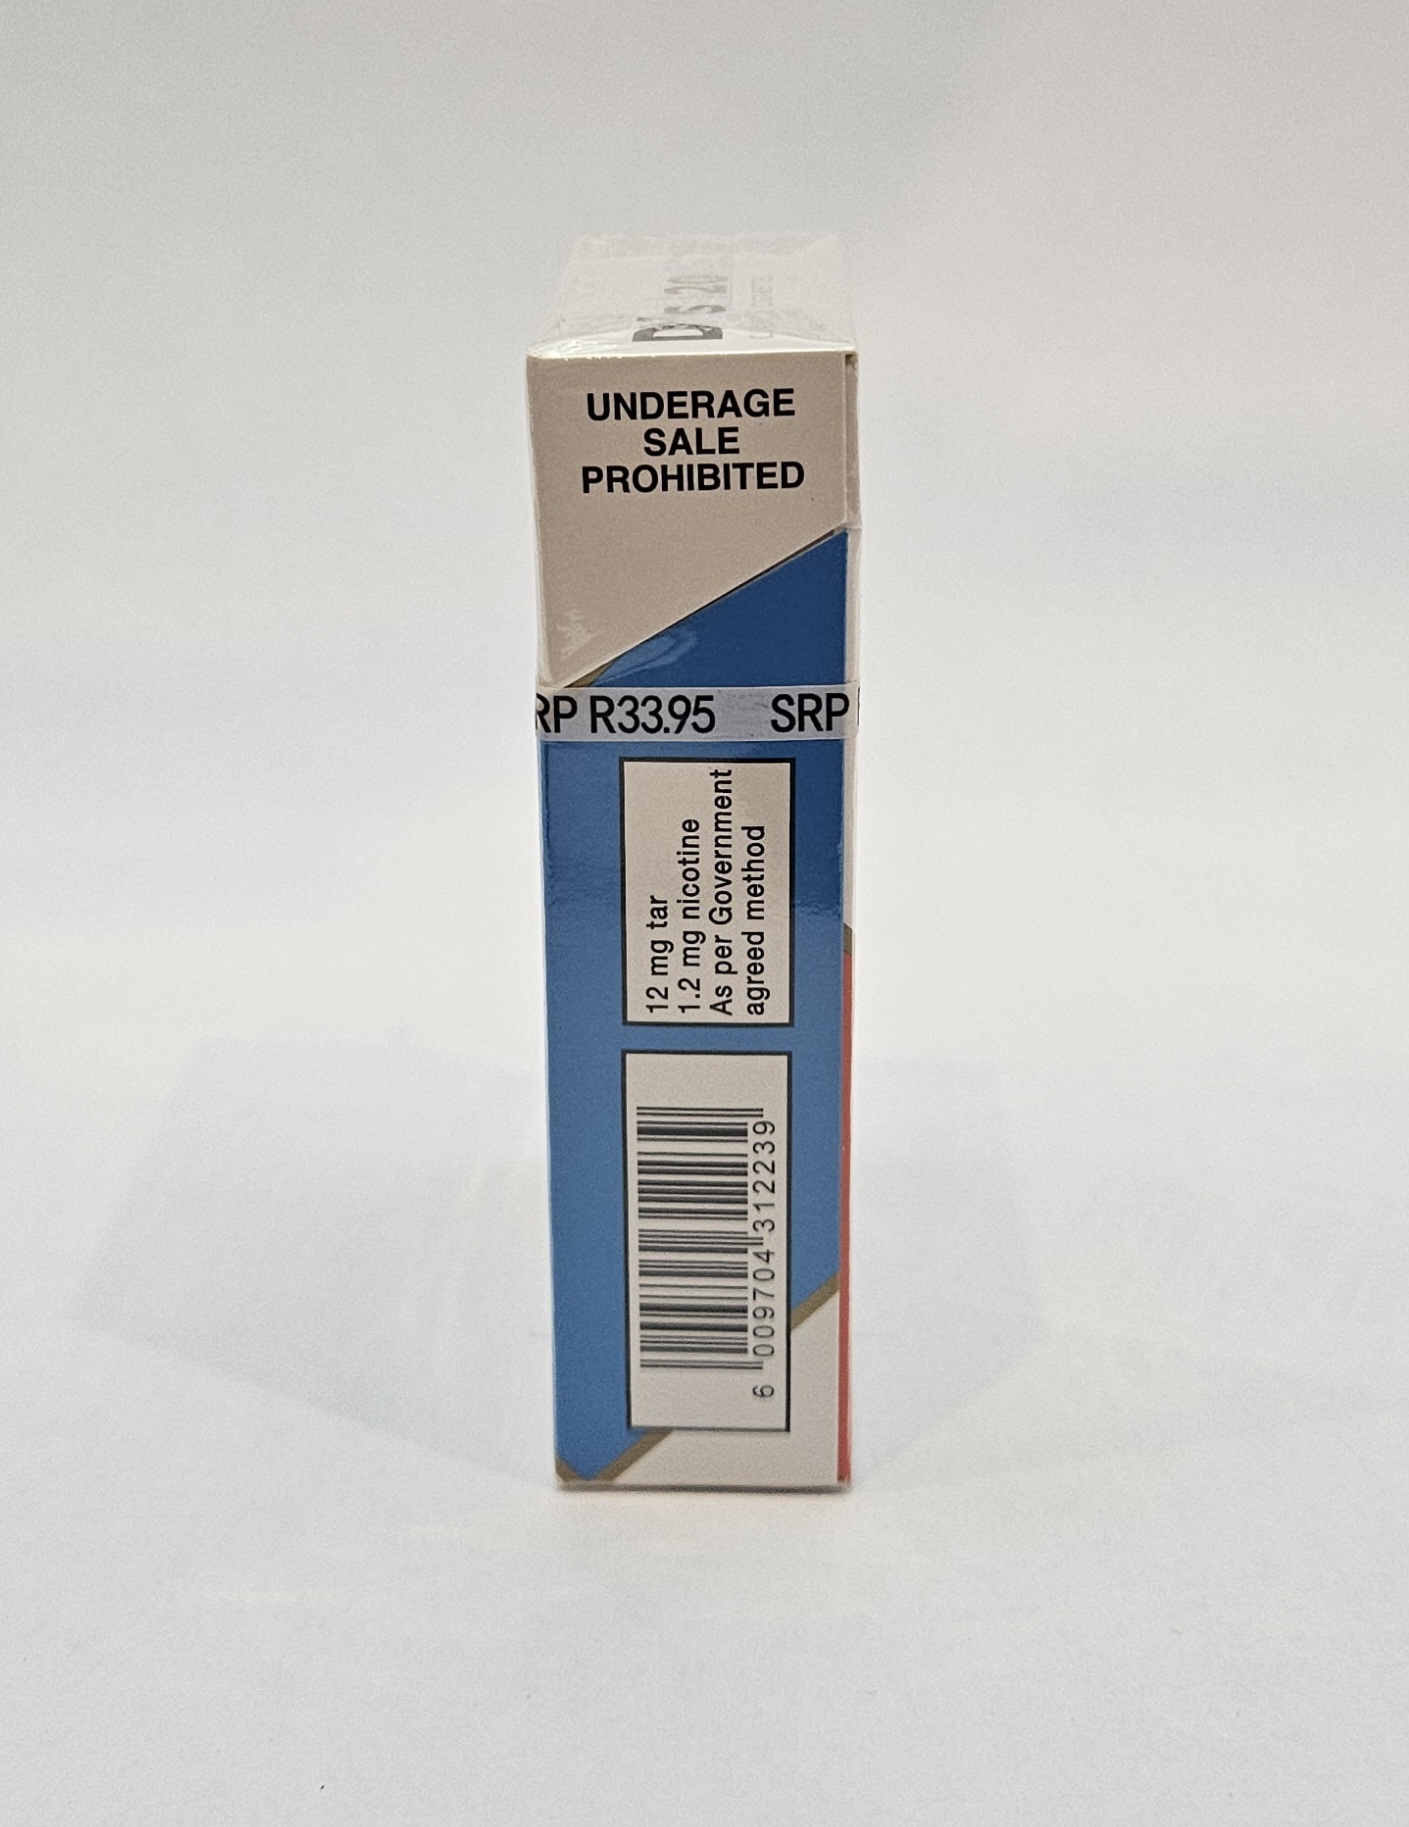 UNDERAGE
SALE
PROHIBITED
RP R33.95 SRP
12 mg tar
1.2 mg nicotine
As per Government
agreed method
6 009704 312239